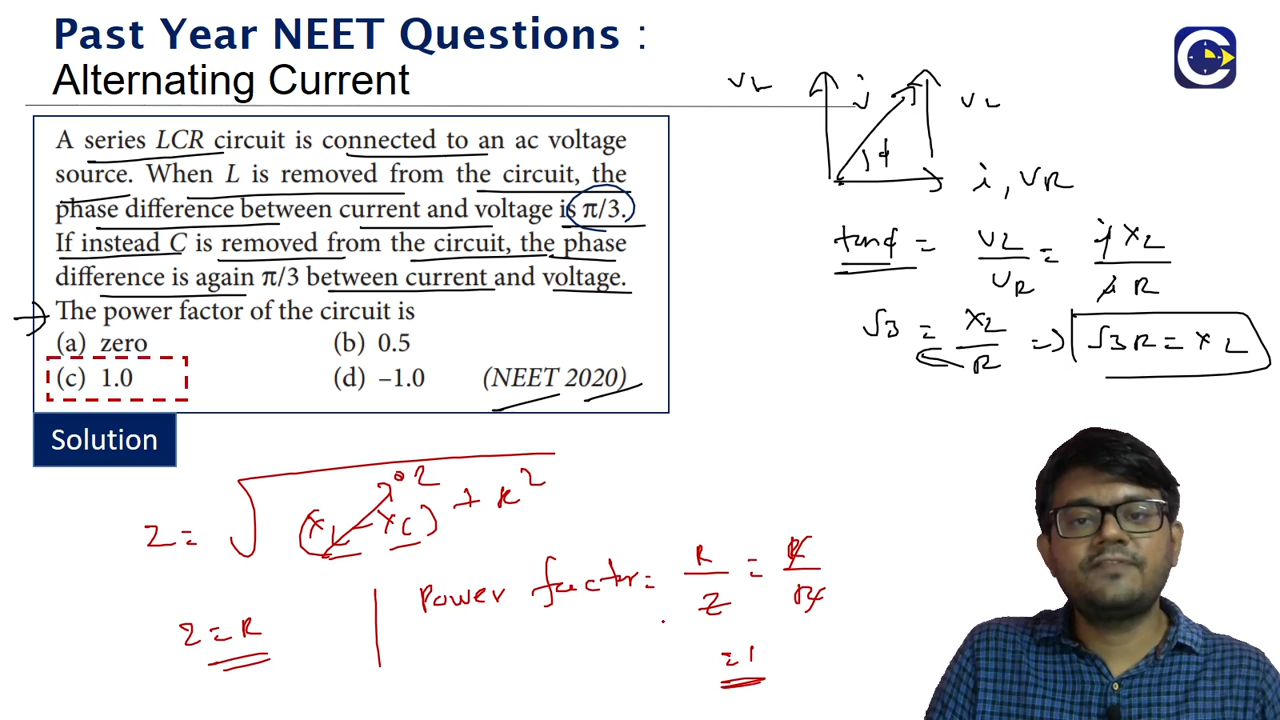 Past Year NEET Questions :
Alternating Current
A series LCR circuit is connected to an ac voltage
source. When L is removed from the circuit, the
phase difference between current and voltage is π/3.
If instead C is removed from the circuit, the phase
difference is again π/3 between current and voltage.
The power factor of the circuit is
(a) zero (b) 0.5
(c) 1.0 (d) –1.0 (NEET 2020)
Solution
VL V VL
ϕ
i, VR
tanϕ = VL/VR = i XL / i R
√3 = XL/R ⇒ √3 R = XL
Z = √(XL – XC)² + R²
0
Power factor = R/Z = R/R
Z = R
= 1